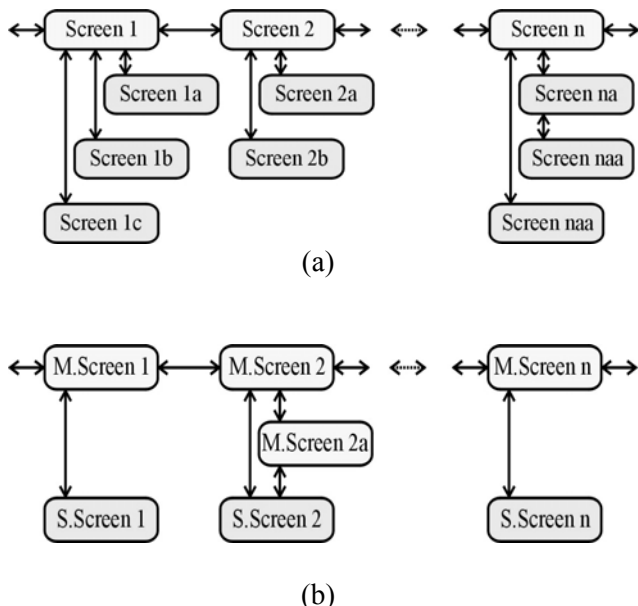 Screen 1
Screen 2
Screen n
Screen 1a
Screen 2a
Screen na
Screen 1b
Screen 2b
Screen naa
Screen 1c
Screen naa
(a)
M.Screen 1
M.Screen 2
M.Screen n
M.Screen 2a
S.Screen 1
S.Screen 2
S.Screen n
(b)